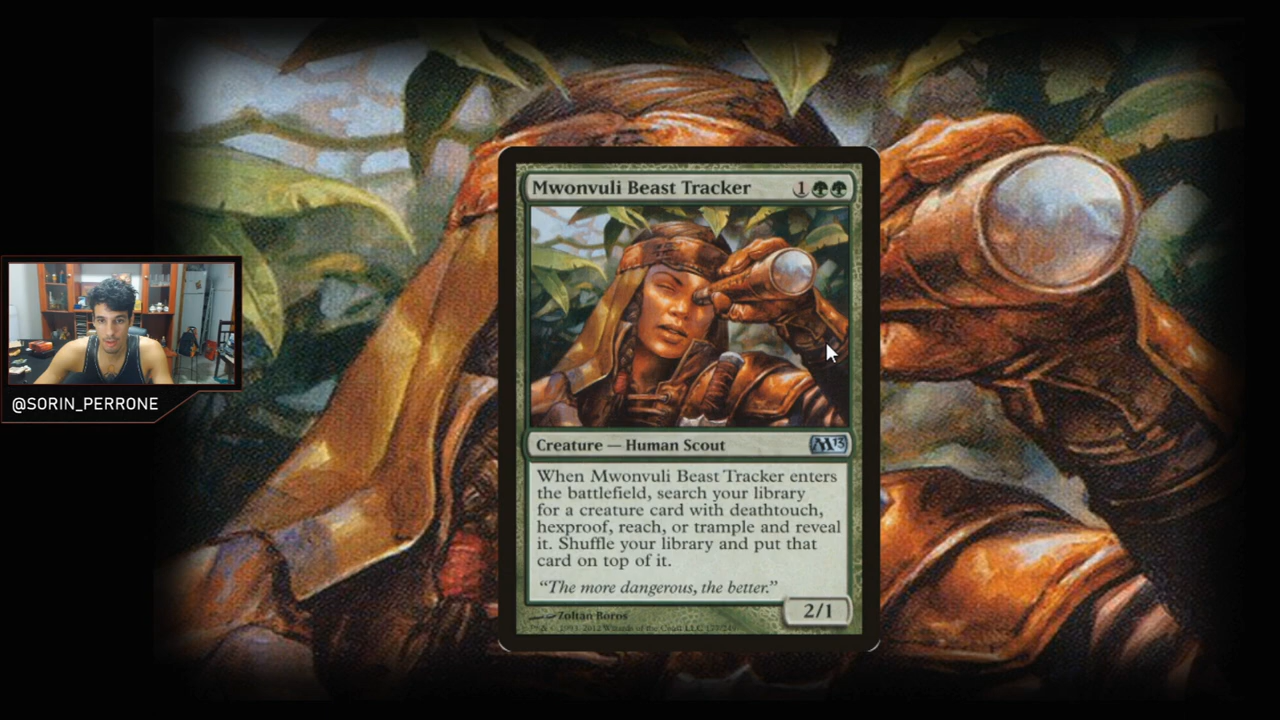 Mwonvuli Beast Tracker 1
@SORIN_PERRONE
Creature — Human Scout M13
When Mwonvuli Beast Tracker enters
the battlefield, search your library
for a creature card with deathtouch,
hexproof, reach, or trample and reveal
it. Shuffle your library and put that
card on top of it.
“The more dangerous, the better.”
2/1
Zoltan Boros